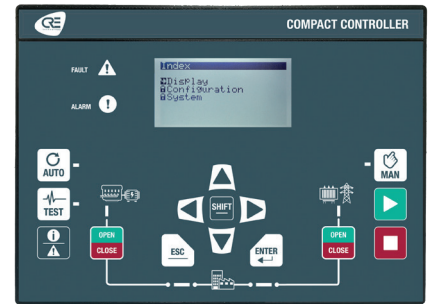 CRE
COMPACT CONTROLLER
FAULT
ALARM
Index
Display
Configuration
System
AUTO
MAN
TEST
SHIFT
OPEN
CLOSE
ESC
ENTER
OPEN
CLOSE